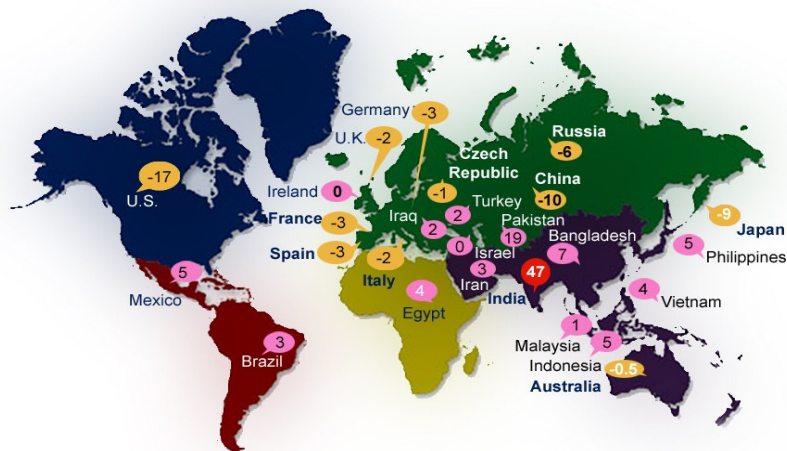 Germany
-3
U.K.
-2
Czech
Republic
-1
Russia
-6
China
-10
-17
U.S.
Ireland
0
Turkey
2
France
-3
Iraq
2
Pakistan
19
-9
Japan
Spain
-3
-2
Italy
0
Israel
Bangladesh
7
5
Philippines
5
Mexico
3
Iran
47
India
4
Egypt
4
Vietnam
1
Malaysia
5
Indonesia
3
Brazil
-0.5
Australia